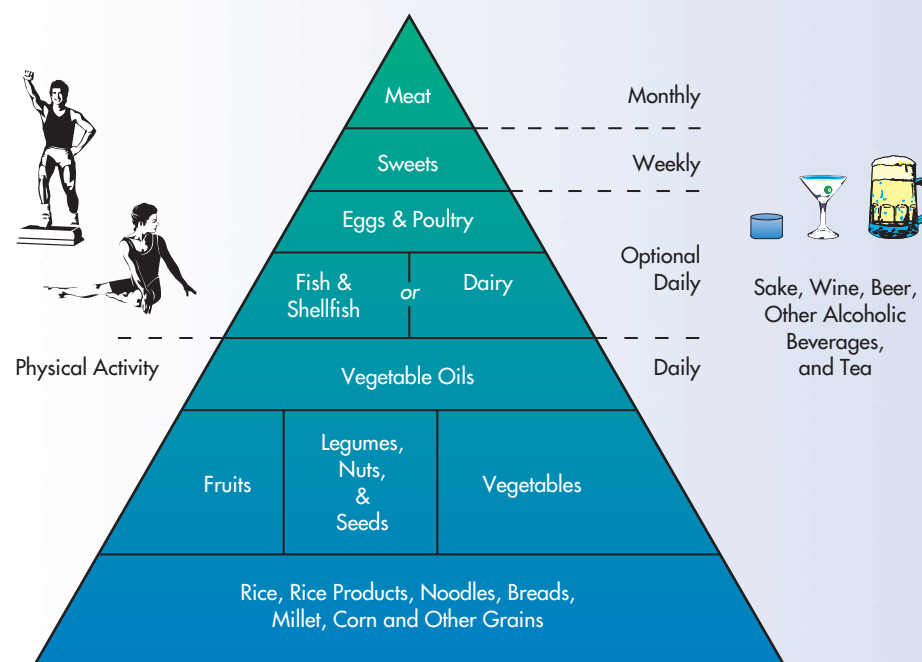 Meat
Monthly
Sweets
Weekly
Eggs & Poultry
Optional
Daily
Fish &
Shellfish
or
Dairy
Sake, Wine, Beer,
Other Alcoholic
Beverages,
and Tea
Physical Activity
Vegetable Oils
Daily
Fruits
Legumes,
Nuts,
&
Seeds
Vegetables
Rice, Rice Products, Noodles, Breads,
Millet, Corn and Other Grains